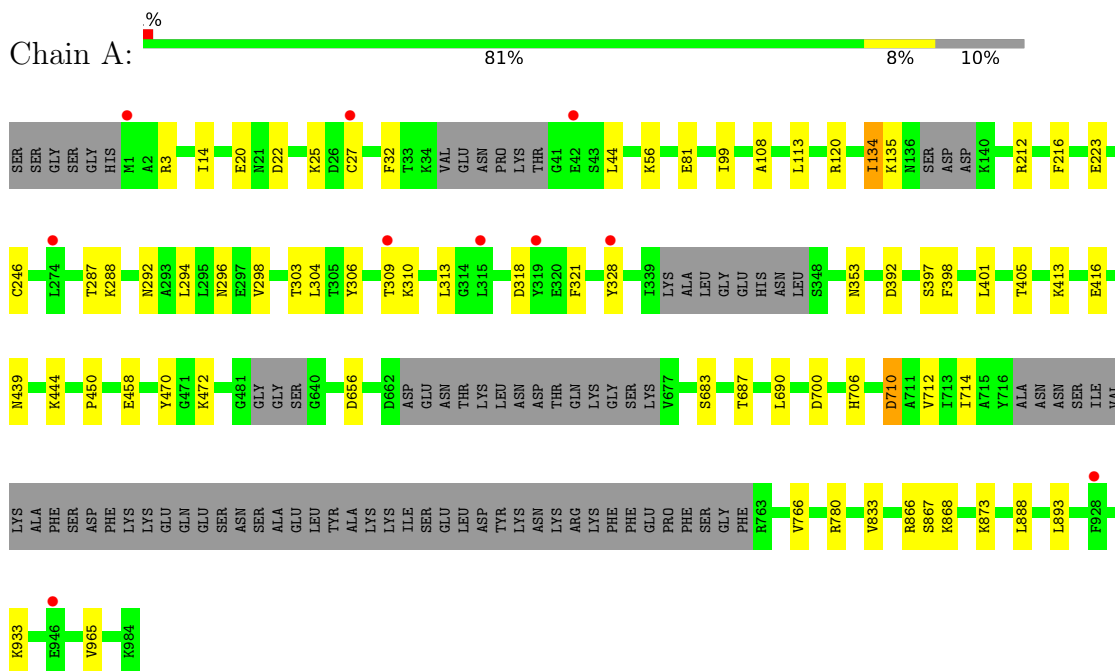 %
Chain A:
81% 8% 10%
SER SER GLY SER GLY HIS M1 A2 R3 I14 E20 N21 D22 K25 D26 C27 F32 T33 K34 VAL GLU ASN PRO LYS THR G41 E42 S43 L44 K56 E81 I99 A108 L113 R120 I134 K135 N136 SER ASP ASP K140 R212 F216 E223
C246 L274 T287 K288 N292 A293 L294 L295 N296 E297 V298 T303 L304 T305 Y306 T309 K310 L313 G314 L315 D318 Y319 E320 F321 Y328 I339 LYS ALA LEU GLY GLU HIS ASN LEU S348 N353 D392 S397 F398 L401 T405 K413 E416
N439 K444 P450 E458 Y470 G471 K472 G481 GLY GLY SER G640 D656 D662 ASP GLU ASN THR LYS LEU ASN ASP THR GLN LYS GLY SER LYS V677 S683 T687 L690 D700 H706 D710 A711 V712 I713 I714 A715 Y716 ALA ASN ASN SER ILE VAL
LYS ALA PHE SER ASP PHE LYS LYS GLU GLN GLU SER ASN SER ALA GLU LEU TYR ALA LYS LYS ILE SER GLU LEU ASP TYR LYS ASN LYS ARG LYS PHE PHE GLU PRO PHE SER GLY PHE R763 V766 R780 V833 R866 S867 K868 K873 L888 L893 F928
K933 E946 V965 K984